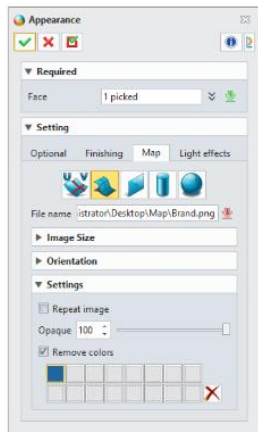 Appearance
Required
Face 1 picked
Setting
Optional Finishing Map Light effects
File name istrator\Desktop\Map\Brand.png
Image Size
Orientation
Settings
Repeat image
Opaque 100
Remove colors